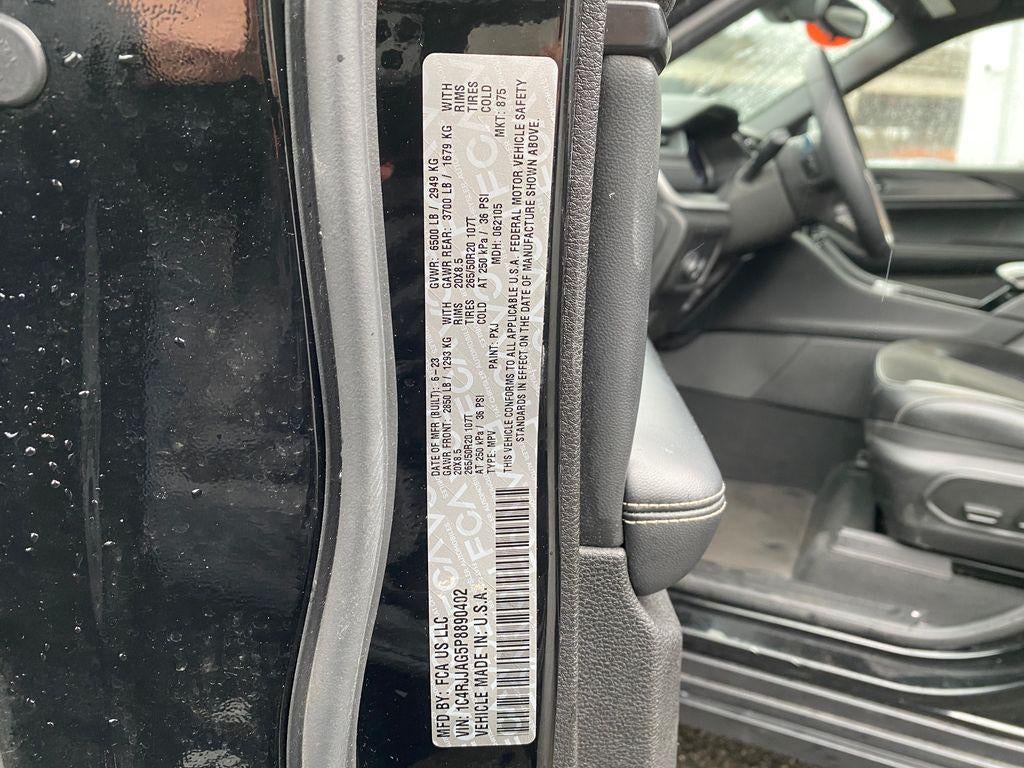 MFD BY: FCA US LLC
VIN: 1C4RJJAG5P8890402
VEHICLE MADE IN: U.S.A.
DATE OF MFR (BUILT): 6-23 GVWR: 6500 LB / 2949 KG
GAWR FRONT: 2850 LB / 1293 KG WITH GAWR REAR: 3700 LB / 1679 KG WITH
20X8.5 RIMS 20X8.5 RIMS
265/50R20 107T TIRES 265/50R20 107T TIRES
AT 250 kPa / 36 PSI COLD AT 250 kPa / 36 PSI COLD
TYPE: MPV PAINT: PXJ MDH: 062105 MKT: 875
THIS VEHICLE CONFORMS TO ALL APPLICABLE U.S.A. FEDERAL MOTOR VEHICLE SAFETY
STANDARDS IN EFFECT ON THE DATE OF MANUFACTURE SHOWN ABOVE.